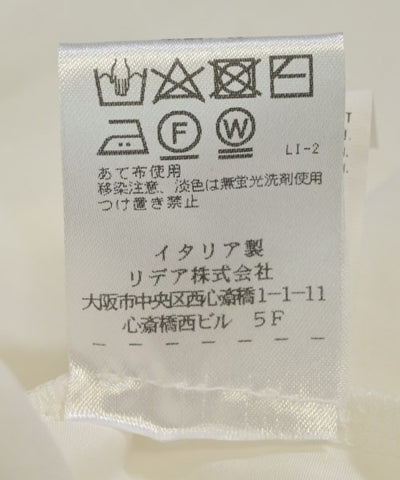 F W
LI-2
あて布使用
移染注意、淡色は無蛍光洗剤使用
つけ置き禁止
イタリア製
リデア株式会社
大阪市中央区西心斎橋1-1-11
心斎橋西ビル 5F